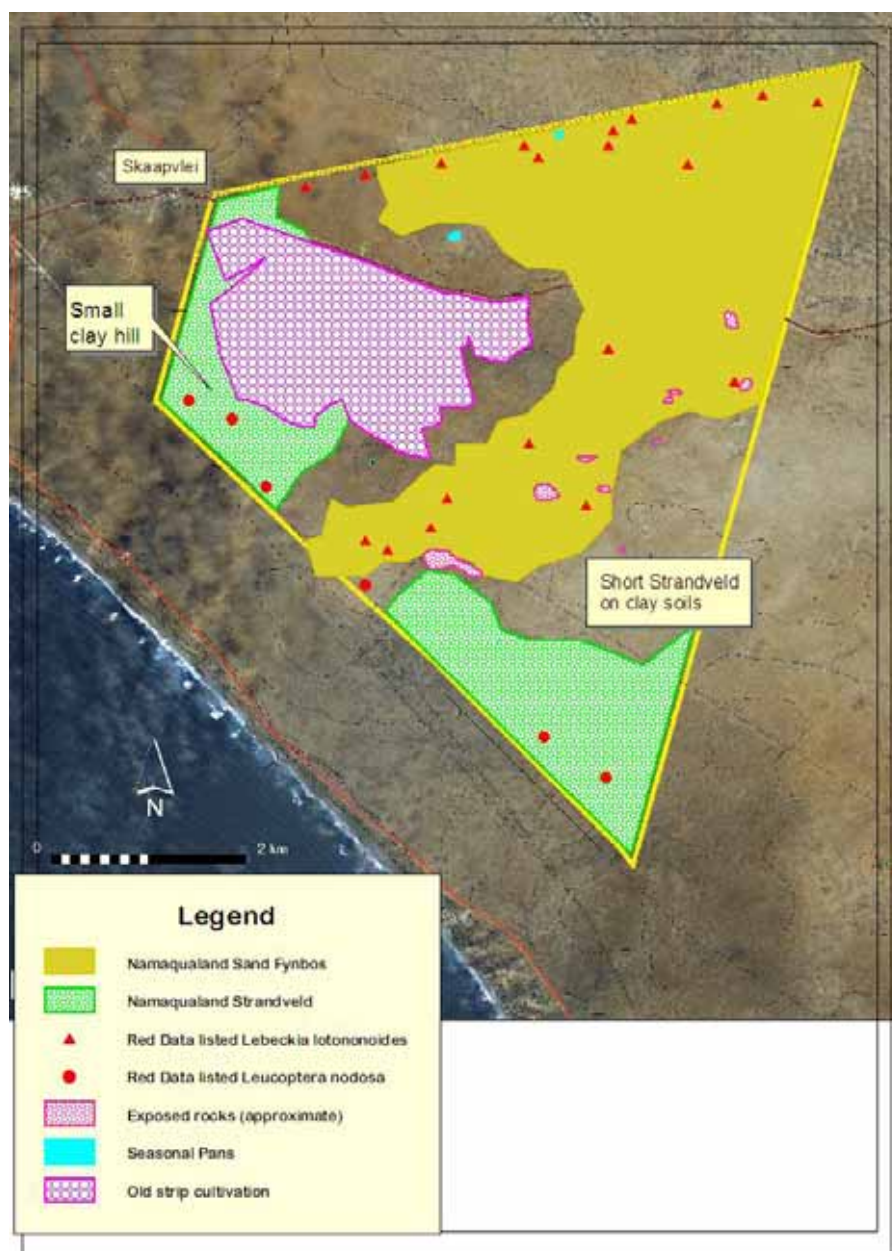 Skaapvlei
Small
clay hill
Short Strandveld
on clay soils
N
0
2 km
Legend
Namaqualand Sand Fynbos
Namaqualand Strandveld
Red Data listed Lebeckia lotononoides
Red Data listed Leucoptera nodosa
Exposed rocks (approximate)
Seasonal Pans
Old strip cultivation